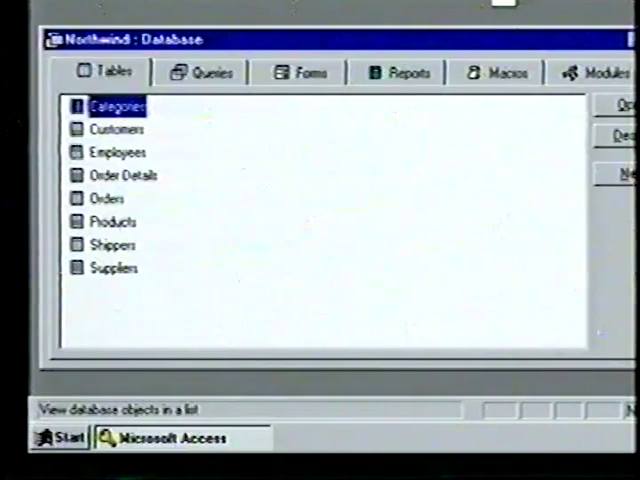 Northwind : Database
Tables Queries Forms Reports Macros Modules
Categories
Customers
Employees
Order Details
Orders
Products
Shippers
Suppliers
View database objects in a list
Start Microsoft Access